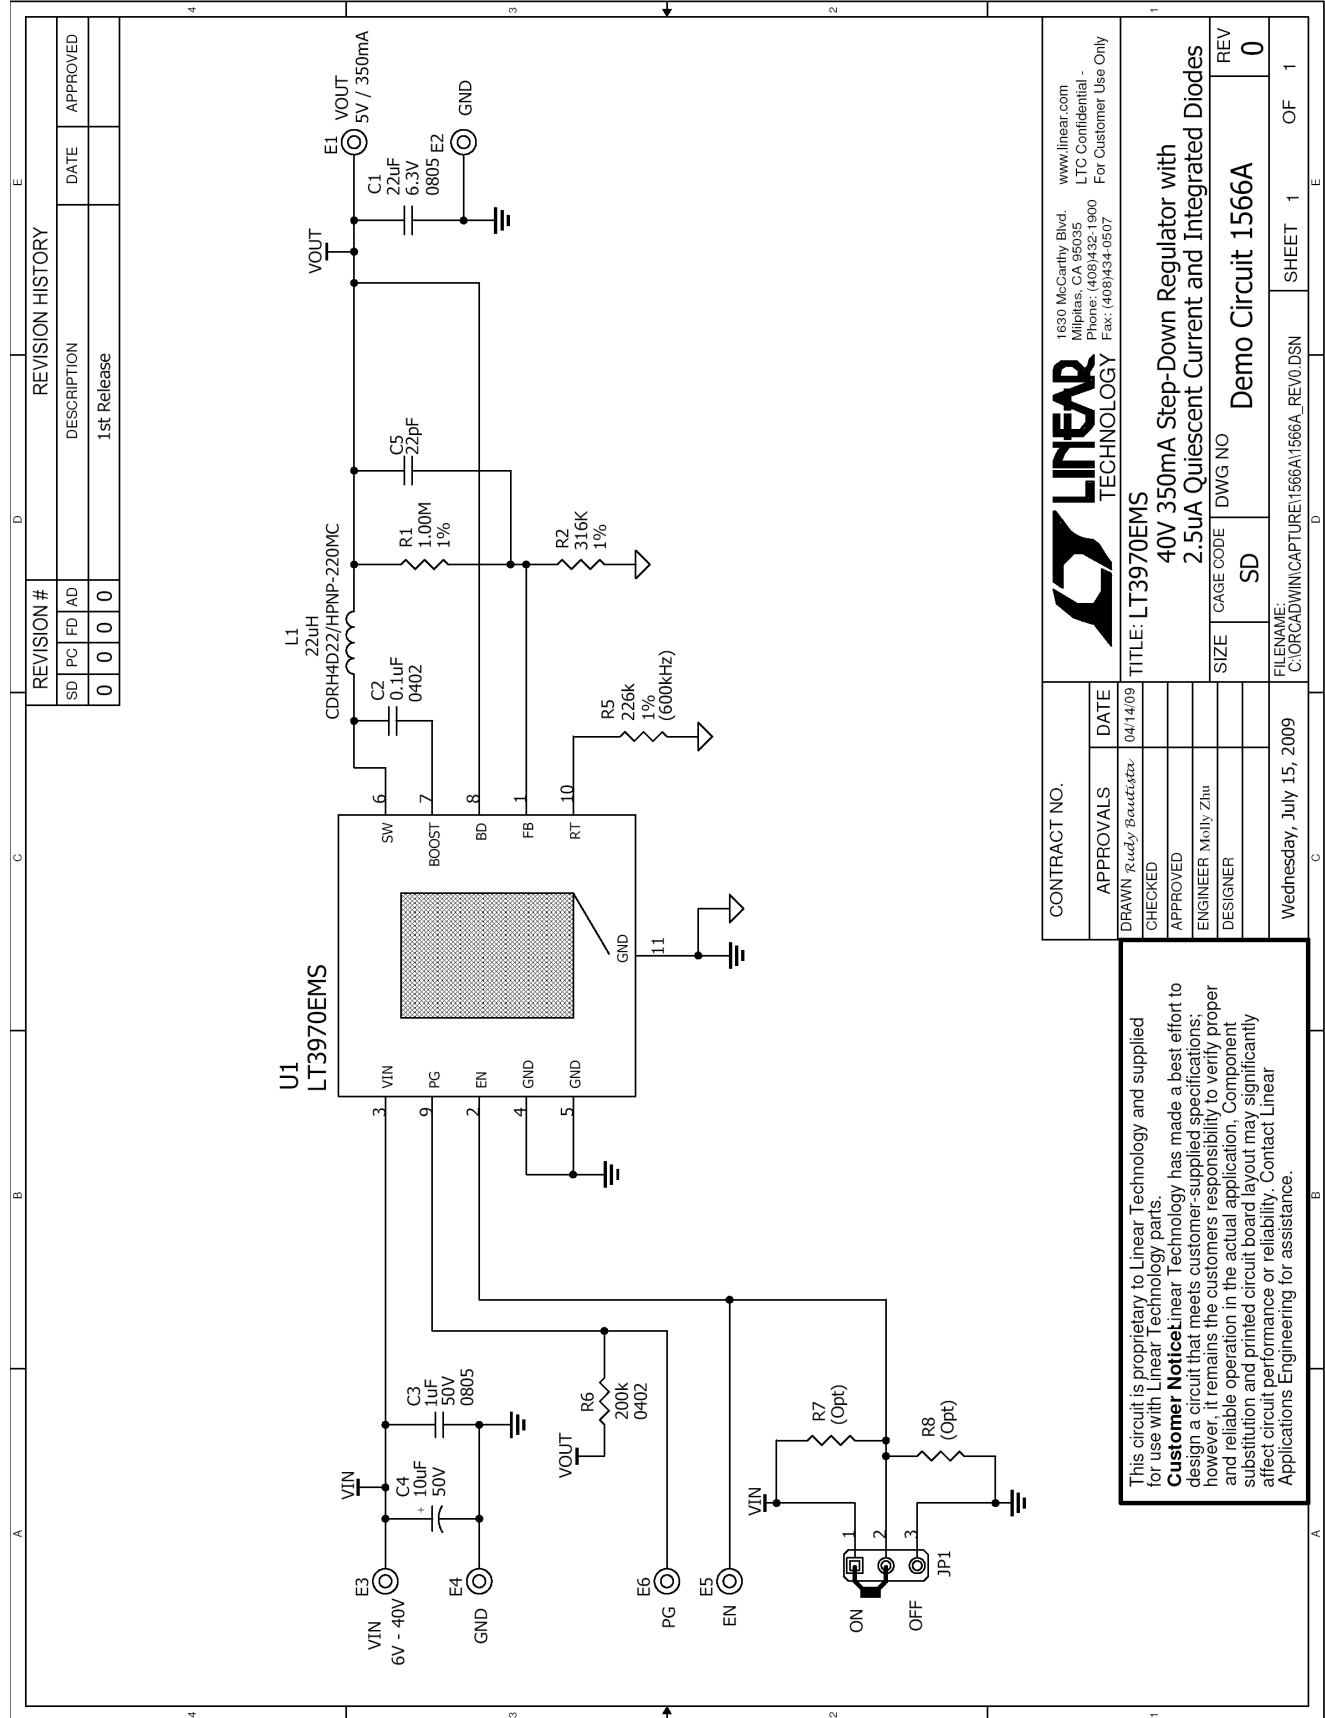 REVISION HISTORY
REVISION #
SD PC FD AD
DESCRIPTION
DATE
APPROVED
0 0 0 0
1st Release
E
D
C
B
A
4
3
2
1
U1
LT3970EMS
VIN
PG
EN
GND
GND
3
9
2
4
5
SW
BOOST
BD
FB
RT
6
7
8
1
10
GND
11
L1
22uH
CDRH4D22/HPNP-220MC
C2
0.1uF
0402
R1
1.00M
1%
C5
22pF
R2
316K
1%
R5
226k
1%
(600kHz)
VOUT
E1
VOUT
5V / 350mA
C1
22uF
6.3V
0805
E2
GND
E3
VIN
6V - 40V
VIN
C4
+
10uF
50V
C3
1uF
50V
0805
E4
GND
VOUT
R6
200k
0402
E6
PG
E5
EN
VIN
R7
(Opt)
R8
(Opt)
1
2
3
JP1
ON
OFF
This circuit is proprietary to Linear Technology and supplied
for use with Linear Technology parts.
Customer Notice:Linear Technology has made a best effort to
design a circuit that meets customer-supplied specifications;
however, it remains the customers responsibility to verify proper
and reliable operation in the actual application, Component
substitution and printed circuit board layout may significantly
affect circuit performance or reliability. Contact Linear
Applications Engineering for assistance.
CONTRACT NO.
APPROVALS
DATE
DRAWN Rudy Bautista 04/14/09
CHECKED
APPROVED
ENGINEER Molly Zhu
DESIGNER
Wednesday, July 15, 2009
LINEAR
TECHNOLOGY
1630 McCarthy Blvd.
Milpitas, CA 95035
Phone: (408)432-1900
Fax: (408)434-0507
www.linear.com
LTC Confidential -
For Customer Use Only
TITLE: LT3970EMS
40V 350mA Step-Down Regulator with
2.5uA Quiescent Current and Integrated Diodes
SIZE
CAGE CODE
SD
DWG NO
Demo Circuit 1566A
REV
0
FILENAME:
C:\ORCADWIN\CAPTURE\1566A\1566A_REV0.DSN
SHEET 1 OF 1
E
D
C
B
A
4
3
2
1